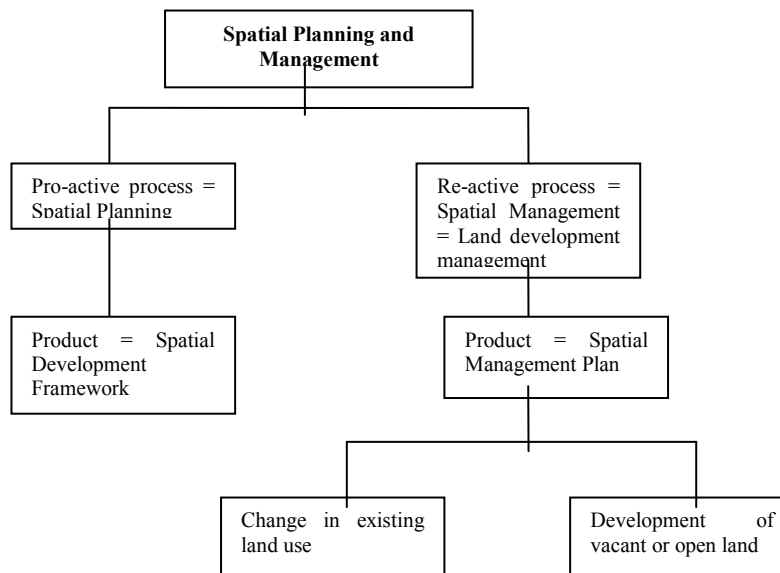 Spatial Planning and
Management
Pro-active process =
Spatial Planning
Re-active process =
Spatial Management
= Land development
management
Product = Spatial
Development
Framework
Product = Spatial
Management Plan
Change in existing
land use
Development of
vacant or open land